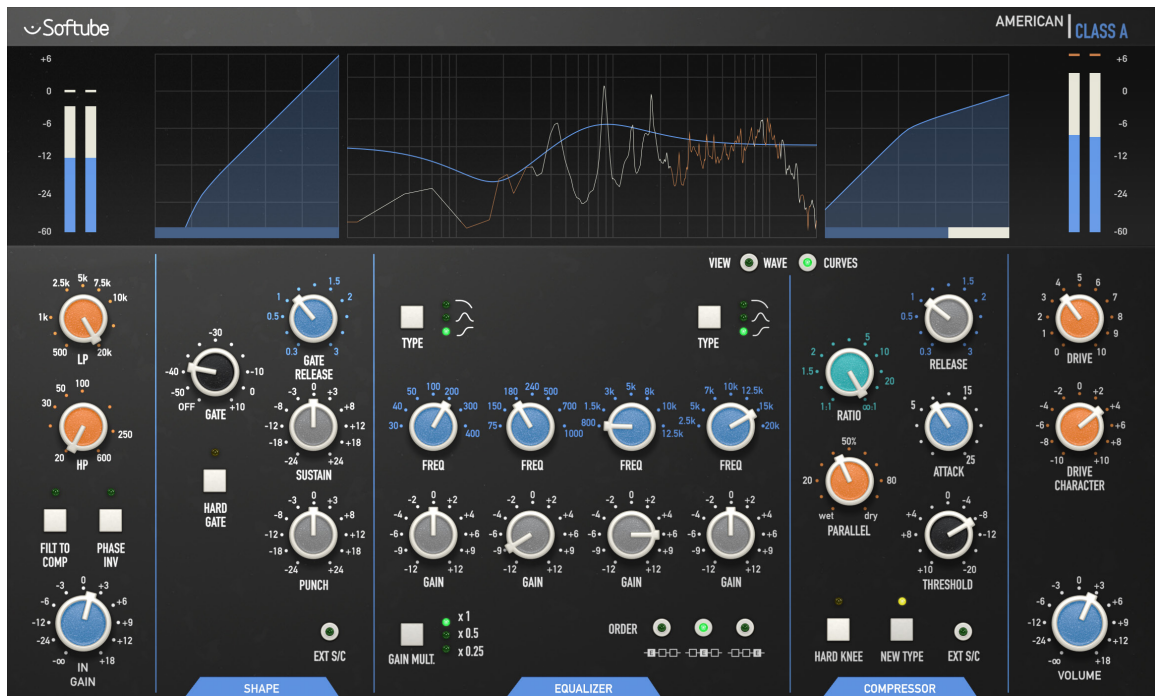 Softube
AMERICAN | CLASS A
+6
0
-6
-12
-24
-60
+6
0
-6
-12
-24
-60
VIEW WAVE CURVES
500 1k 2.5k 5k 7.5k 10k 20k
LP
20 30 50 100 250 600
HP
FILT TO
COMP
PHASE
INV
-∞ -12 -9 -6 -3 0 +3 +6 +9 +12 +18
IN
GAIN
OFF -50 -40 -30 -10 0 +10
GATE
HARD
GATE
0.3 0.5 1 1.5 2 3
GATE
RELEASE
-24 -18 -12 -8 -3 0 +3 +8 +12 +18 +24
SUSTAIN
-24 -18 -12 -8 -3 0 +3 +8 +12 +18 +24
PUNCH
EXT S/C
SHAPE
TYPE
TYPE
30 40 50 100 200 300 400
FREQ
75 150 180 240 500 700 1000
FREQ
800 1.5k 3k 5k 8k 10k 12.5k
FREQ
2.5k 5k 7k 10k 12.5k 15k 20k
FREQ
-12 -9 -6 -4 -2 0 +2 +4 +6 +9 +12
GAIN
-12 -9 -6 -4 -2 0 +2 +4 +6 +9 +12
GAIN
-12 -9 -6 -4 -2 0 +2 +4 +6 +9 +12
GAIN
-12 -9 -6 -4 -2 0 +2 +4 +6 +9 +12
GAIN
GAIN MULT.
x 1
x 0.5
x 0.25
ORDER
E
E
E
EQUALIZER
1:1 1.5 2 5 10 20 ∞:1
RATIO
wet 20 50% 80 dry
PARALLEL
0.3 0.5 1 1.5 2 3
RELEASE
5 15 25
ATTACK
+10 +8 0 -4 -8 -12 -20
THRESHOLD
HARD KNEE
NEW TYPE
EXT S/C
COMPRESSOR
0 1 2 3 4 5 6 7 8 9 10
DRIVE
-10 -8 -6 -4 -2 0 +2 +4 +6 +8 +10
DRIVE
CHARACTER
-∞ -12 -9 -6 -3 0 +3 +6 +9 +12 +18
VOLUME